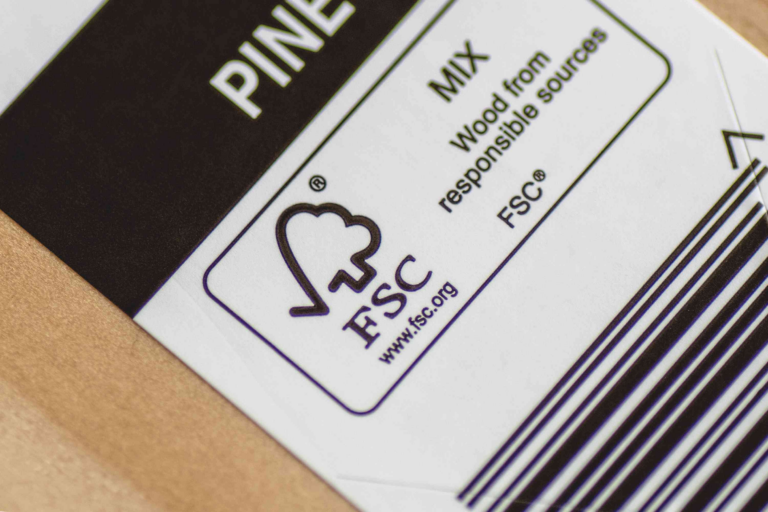 PINE
MIX
Wood from
responsible sources
FSC®
®
FSC
www.fsc.org
>